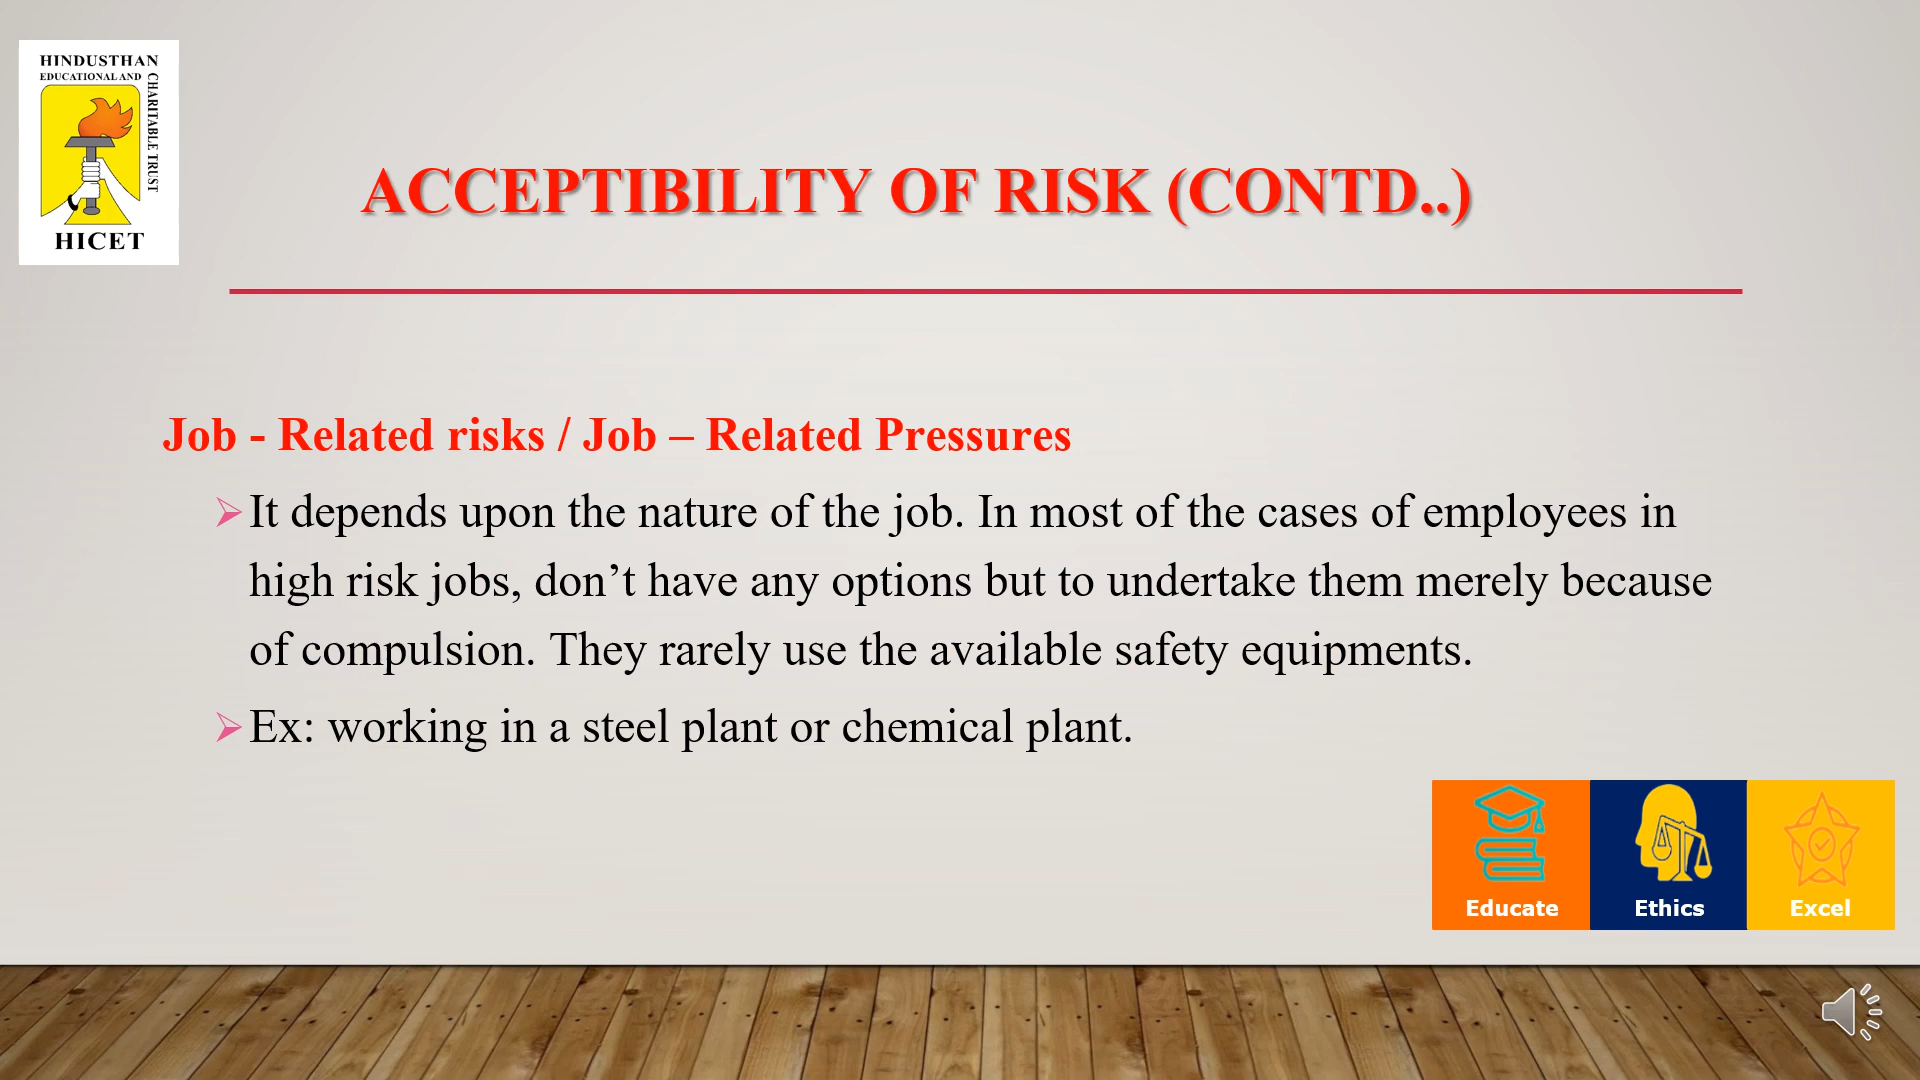 HINDUSTHAN
EDUCATIONAL AND
CHARITABLE TRUST
HICET
ACCEPTIBILITY OF RISK (CONTD..)
Job - Related risks / Job – Related Pressures
It depends upon the nature of the job. In most of the cases of employees in
high risk jobs, don’t have any options but to undertake them merely because
of compulsion. They rarely use the available safety equipments.
Ex: working in a steel plant or chemical plant.
Educate
Ethics
Excel